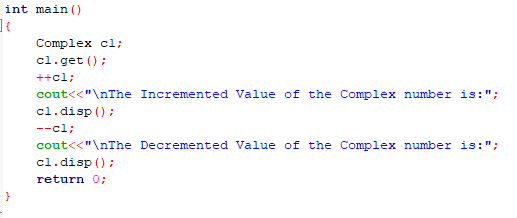 int main()
{
    Complex c1;
    c1.get();
    ++c1;
    cout<<"\nThe Incremented Value of the Complex number is:";
    c1.disp();
    --c1;
    cout<<"\nThe Decremented Value of the Complex number is:";
    c1.disp();
    return 0;
}